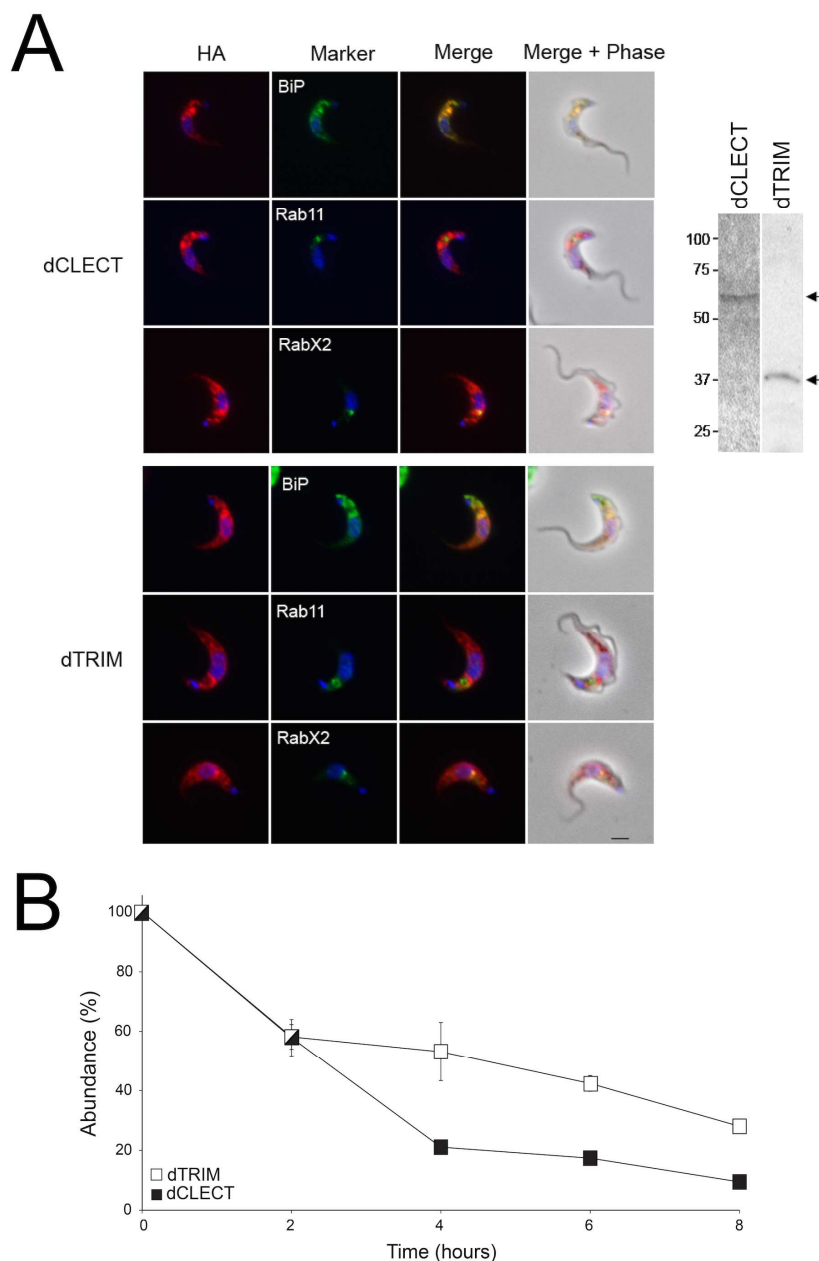 A
HA Marker Merge Merge + Phase
BiP
Rab11
dCLECT
RabX2
BiP
Rab11
dTRIM
RabX2
dCLECT
dTRIM
100
75
50
37
25
B
100
80
60
40
20
0
Abundance (%)
dTRIM
dCLECT
0 2 4 6 8
Time (hours)